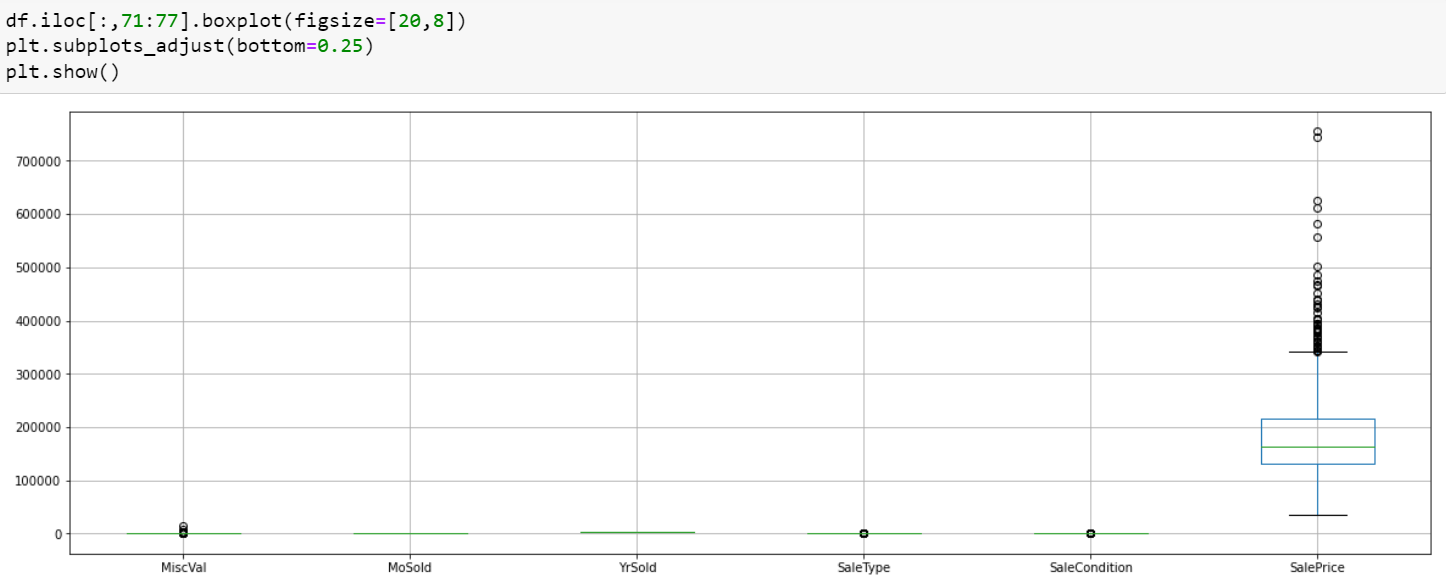 df.iloc[:,71:77].boxplot(figsize=[20,8])
plt.subplots_adjust(bottom=0.25)
plt.show()
700000
600000
500000
400000
300000
200000
100000
0
MiscVal MoSold YrSold SaleType SaleCondition SalePrice